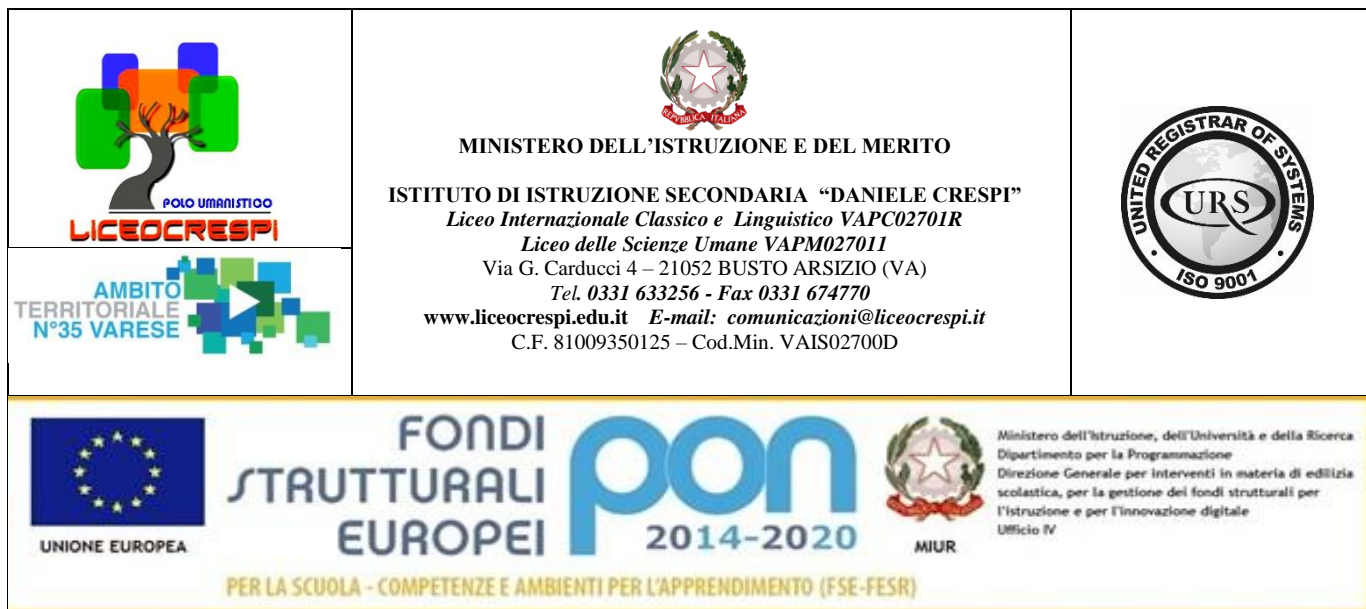 POLO UMANISTICO
LICEOCRESPI
AMBITO
TERRITORIALE
N°35 VARESE
REPVBBLICA ITALIANA
MINISTERO DELL’ISTRUZIONE E DEL MERITO
ISTITUTO DI ISTRUZIONE SECONDARIA “DANIELE CRESPI”
Liceo Internazionale Classico e Linguistico VAPC02701R
Liceo delle Scienze Umane VAPM027011
Via G. Carducci 4 – 21052 BUSTO ARSIZIO (VA)
Tel. 0331 633256 - Fax 0331 674770
www.liceocrespi.edu.it E-mail: comunicazioni@liceocrespi.it
C.F. 81009350125 – Cod.Min. VAIS02700D
UNITED REGISTRAR OF SYSTEMS
URS
ISO 9001
UNIONE EUROPEA
FONDI
STRUTTURALI
EUROPEI
pon
2014-2020
MIUR
Ministero dell'Istruzione, dell'Università e della Ricerca
Dipartimento per la Programmazione
Direzione Generale per interventi in materia di edilizia
scolastica, per la gestione dei fondi strutturali per
l'istruzione e per l'innovazione digitale
Ufficio IV
PER LA SCUOLA - COMPETENZE E AMBIENTI PER L'APPRENDIMENTO (FSE-FESR)